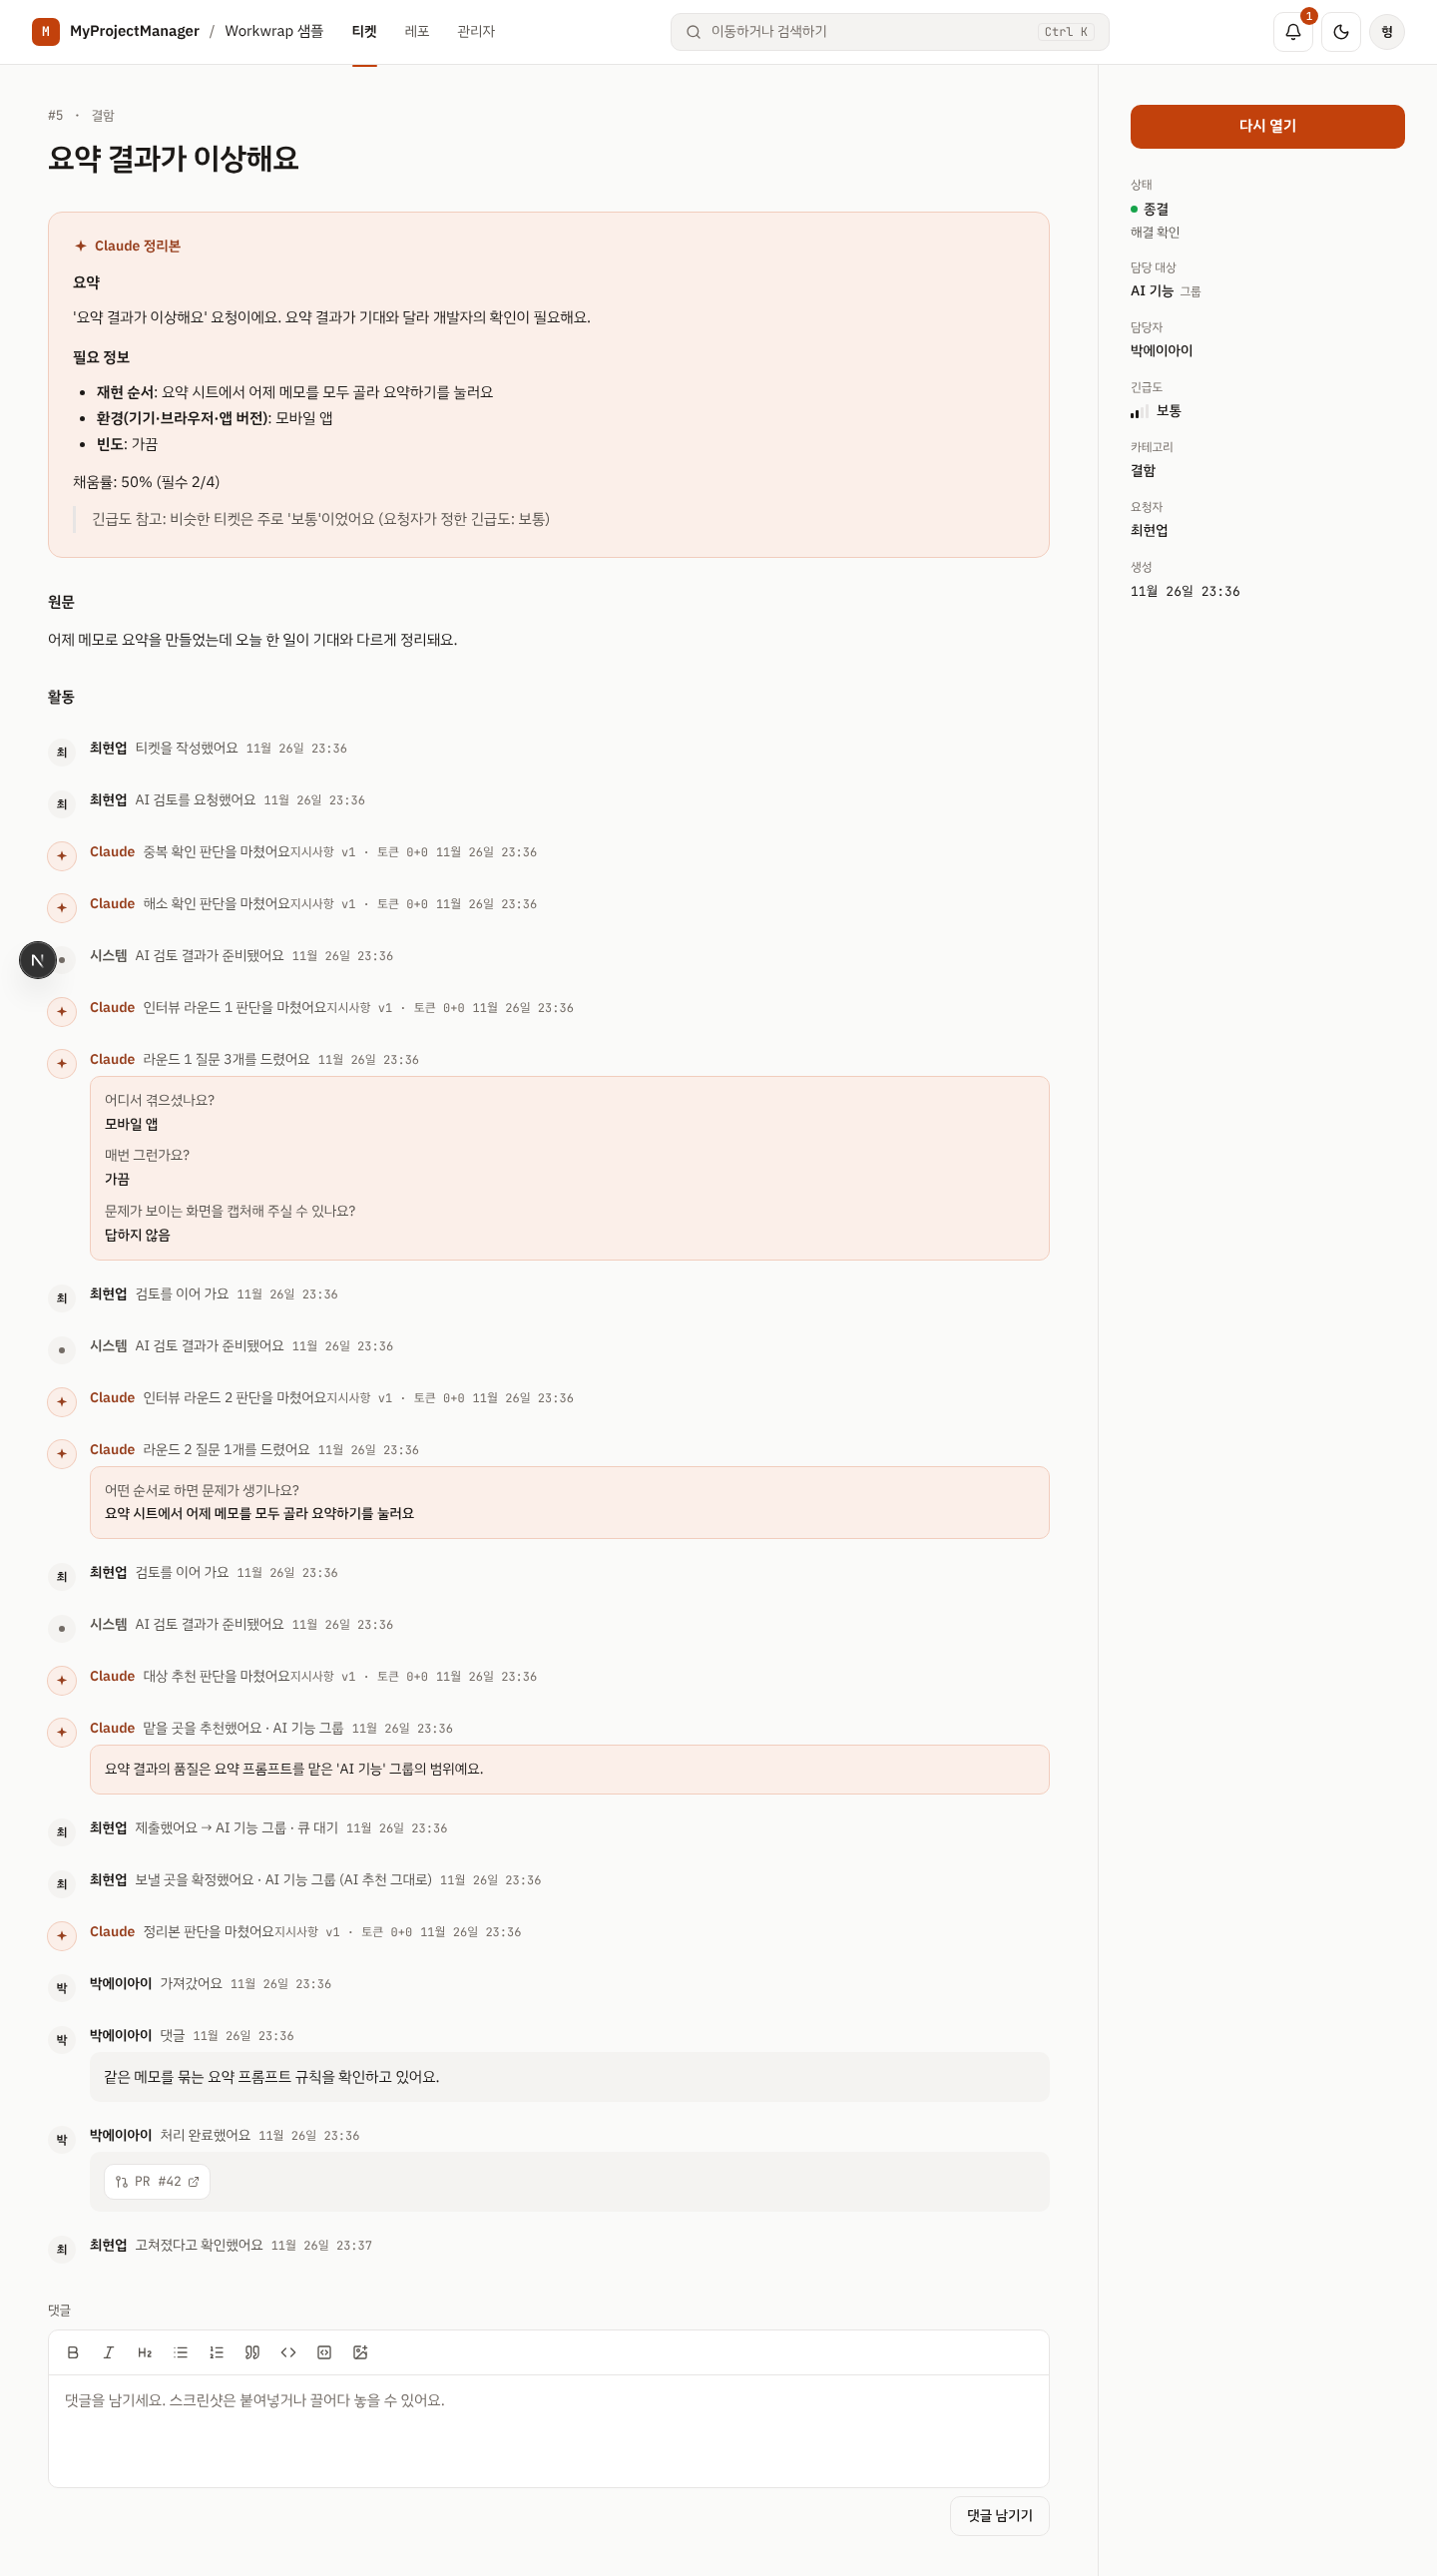 M MyProjectManager / Workwrap 샘플 티켓 레포 관리자 이동하거나 검색하기 Ctrl K 1 형
#5 · 결함
요약 결과가 이상해요
Claude 정리본
요약
'요약 결과가 이상해요' 요청이에요. 요약 결과가 기대와 달라 개발자의 확인이 필요해요.
필요 정보
재현 순서: 요약 시트에서 어제 메모를 모두 골라 요약하기를 눌러요
환경(기기·브라우저·앱 버전): 모바일 앱
빈도: 가끔
채움률: 50% (필수 2/4)
긴급도 참고: 비슷한 티켓은 주로 '보통'이었어요 (요청자가 정한 긴급도: 보통)
원문
어제 메모로 요약을 만들었는데 오늘 한 일이 기대와 다르게 정리돼요.
활동
최 최현업 티켓을 작성했어요 11월 26일 23:36
최 최현업 AI 검토를 요청했어요 11월 26일 23:36
Claude 중복 확인 판단을 마쳤어요지시사항 v1 · 토큰 0+0 11월 26일 23:36
Claude 해소 확인 판단을 마쳤어요지시사항 v1 · 토큰 0+0 11월 26일 23:36
N 시스템 AI 검토 결과가 준비됐어요 11월 26일 23:36
Claude 인터뷰 라운드 1 판단을 마쳤어요지시사항 v1 · 토큰 0+0 11월 26일 23:36
Claude 라운드 1 질문 3개를 드렸어요 11월 26일 23:36
어디서 겪으셨나요?
모바일 앱
매번 그런가요?
가끔
문제가 보이는 화면을 캡처해 주실 수 있나요?
답하지 않음
최 최현업 검토를 이어 가요 11월 26일 23:36
시스템 AI 검토 결과가 준비됐어요 11월 26일 23:36
Claude 인터뷰 라운드 2 판단을 마쳤어요지시사항 v1 · 토큰 0+0 11월 26일 23:36
Claude 라운드 2 질문 1개를 드렸어요 11월 26일 23:36
어떤 순서로 하면 문제가 생기나요?
요약 시트에서 어제 메모를 모두 골라 요약하기를 눌러요
최 최현업 검토를 이어 가요 11월 26일 23:36
시스템 AI 검토 결과가 준비됐어요 11월 26일 23:36
Claude 대상 추천 판단을 마쳤어요지시사항 v1 · 토큰 0+0 11월 26일 23:36
Claude 맡을 곳을 추천했어요 · AI 기능 그룹 11월 26일 23:36
요약 결과의 품질은 요약 프롬프트를 맡은 'AI 기능' 그룹의 범위예요.
최 최현업 제출했어요 → AI 기능 그룹 · 큐 대기 11월 26일 23:36
최 최현업 보낼 곳을 확정했어요 · AI 기능 그룹 (AI 추천 그대로) 11월 26일 23:36
Claude 정리본 판단을 마쳤어요지시사항 v1 · 토큰 0+0 11월 26일 23:36
박 박에이아이 가져갔어요 11월 26일 23:36
박 박에이아이 댓글 11월 26일 23:36
같은 메모를 묶는 요약 프롬프트 규칙을 확인하고 있어요.
박 박에이아이 처리 완료했어요 11월 26일 23:36
PR #42
최 최현업 고쳐졌다고 확인했어요 11월 26일 23:37
댓글
B I H2
댓글을 남기세요. 스크린샷은 붙여넣거나 끌어다 놓을 수 있어요.
댓글 남기기
다시 열기
상태
종결
해결 확인
담당 대상
AI 기능 그룹
담당자
박에이아이
긴급도
보통
카테고리
결함
요청자
최현업
생성
11월 26일 23:36